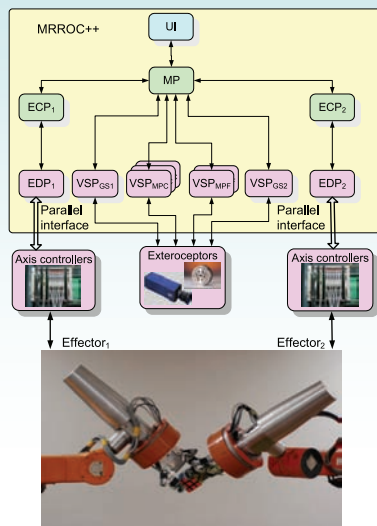 MRROC++
UI
MP
ECP1
ECP2
EDP1
VSPGS1
VSPMPC
VSPMPF
VSPGS2
EDP2
Parallel
interface
Parallel
interface
Axis controllers
Exteroceptors
Axis controllers
Effector1
Effector2